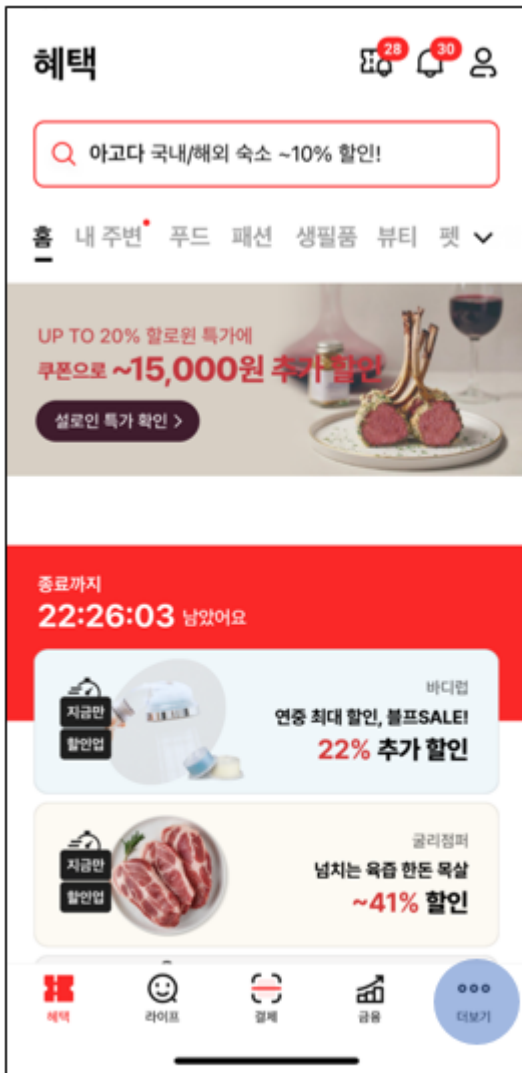 혜택
28
30
아고다 국내/해외 숙소 ~10% 할인!
홈 내 주변 푸드 패션 생필품 뷰티 펫
UP TO 20% 할로윈 특가에
쿠폰으로 ~15,000원 추가 할인
설로인 특가 확인 >
종료까지
22:26:03 남았어요
바디럽
지금만
할인업
연중 최대 할인, 블프SALE!
22% 추가 할인
굴리점퍼
지금만
할인업
넘치는 육즙 한돈 목살
~41% 할인
혜택 라이프 결제 금융 더보기